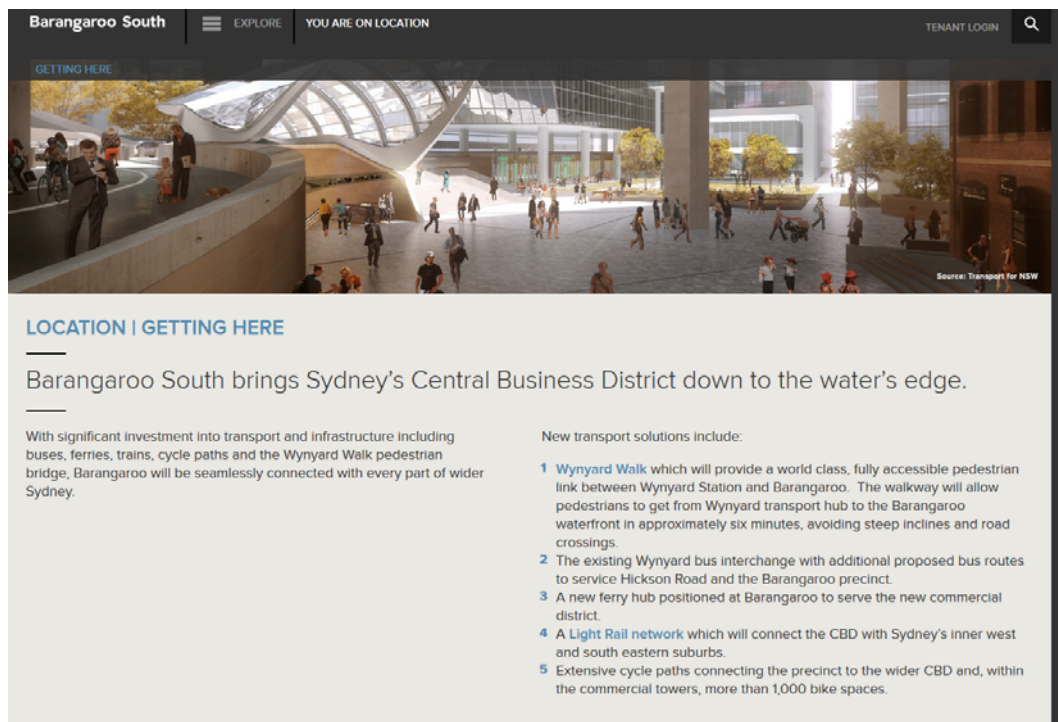 Barangaroo South
EXPLORE
YOU ARE ON LOCATION
TENANT LOGIN
GETTING HERE
Source: Transport for NSW
LOCATION | GETTING HERE
Barangaroo South brings Sydney's Central Business District down to the water's edge.
With significant investment into transport and infrastructure including
buses, ferries, trains, cycle paths and the Wynyard Walk pedestrian
bridge, Barangaroo will be seamlessly connected with every part of wider
Sydney.
New transport solutions include:
1 Wynyard Walk which will provide a world class, fully accessible pedestrian
link between Wynyard Station and Barangaroo. The walkway will allow
pedestrians to get from Wynyard transport hub to the Barangaroo
waterfront in approximately six minutes, avoiding steep inclines and road
crossings.
2 The existing Wynyard bus interchange with additional proposed bus routes
to service Hickson Road and the Barangaroo precinct.
3 A new ferry hub positioned at Barangaroo to serve the new commercial
district.
4 A Light Rail network which will connect the CBD with Sydney's inner west
and south eastern suburbs.
5 Extensive cycle paths connecting the precinct to the wider CBD and, within
the commercial towers, more than 1,000 bike spaces.